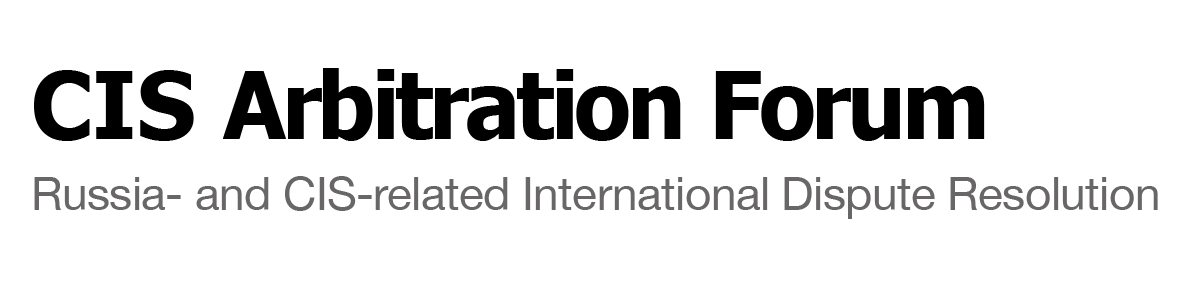 CIS Arbitration Forum
Russia- and CIS-related International Dispute Resolution